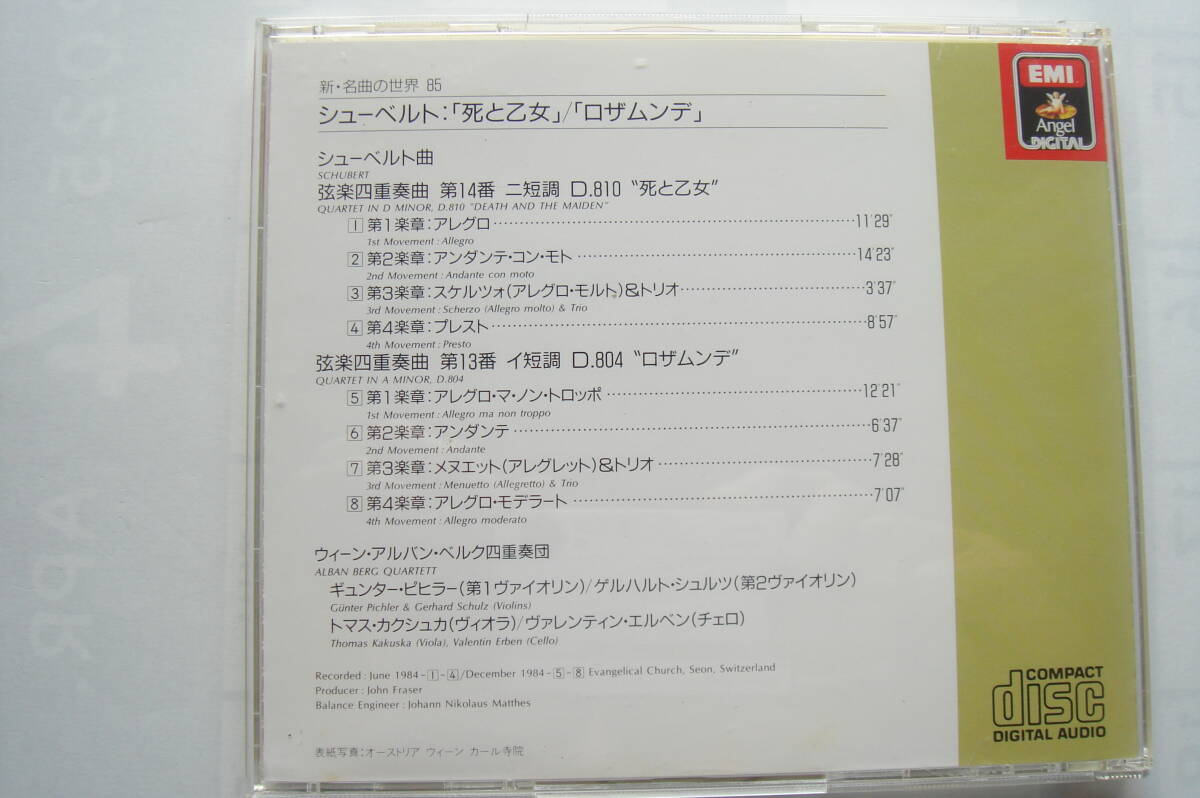 新・名曲の世界 85
シューベルト:「死と乙女」/「ロザムンデ」
EMI
Angel
DIGITAL
シューベルト曲
SCHUBERT
弦楽四重奏曲 第14番 ニ短調 D.810 “死と乙女”
QUARTET IN D MINOR, D.810 "DEATH AND THE MAIDEN"
1 第1楽章:アレグロ 11'29"
1st Movement : Allegro
2 第2楽章:アンダンテ・コン・モト 14'23"
2nd Movement : Andante con moto
3 第3楽章:スケルツォ(アレグロ・モルト)&トリオ 3'37"
3rd Movement : Scherzo (Allegro molto) & Trio
4 第4楽章:プレスト 8'57"
4th Movement : Presto
弦楽四重奏曲 第13番 イ短調 D.804 “ロザムンデ”
QUARTET IN A MINOR, D.804
5 第1楽章:アレグロ・マ・ノン・トロッポ 12'21"
1st Movement : Allegro ma non troppo
6 第2楽章:アンダンテ 6'37"
2nd Movement : Andante
7 第3楽章:メヌエット(アレグレット)&トリオ 7'28"
3rd Movement : Menuetto (Allegretto) & Trio
8 第4楽章:アレグロ・モデラート 7'07"
4th Movement : Allegro moderato
ウィーン・アルバン・ベルク四重奏団
ALBAN BERG QUARTETT
ギュンター・ピヒラー(第1ヴァイオリン)/ゲルハルト・シュルツ(第2ヴァイオリン)
Günter Pichler & Gerhard Schulz (Violins)
トマス・カクシュカ(ヴィオラ)/ヴァレンティン・エルベン(チェロ)
Thomas Kakuska (Viola), Valentin Erben (Cello)
Recorded : June 1984-1-4/December 1984-5-8 Evangelical Church, Seon, Switzerland
Producer : John Fraser
Balance Engineer : Johann Nikolaus Matthes
表紙写真:オーストリア ウィーン カール寺院
COMPACT
disc
DIGITAL AUDIO